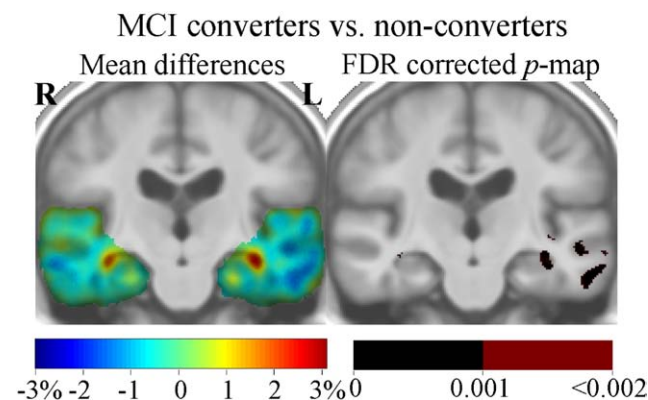 MCI converters vs. non-converters
Mean differences FDR corrected p-map
R L
-3% -2 -1 0 1 2 3% 0 0.001 <0.002